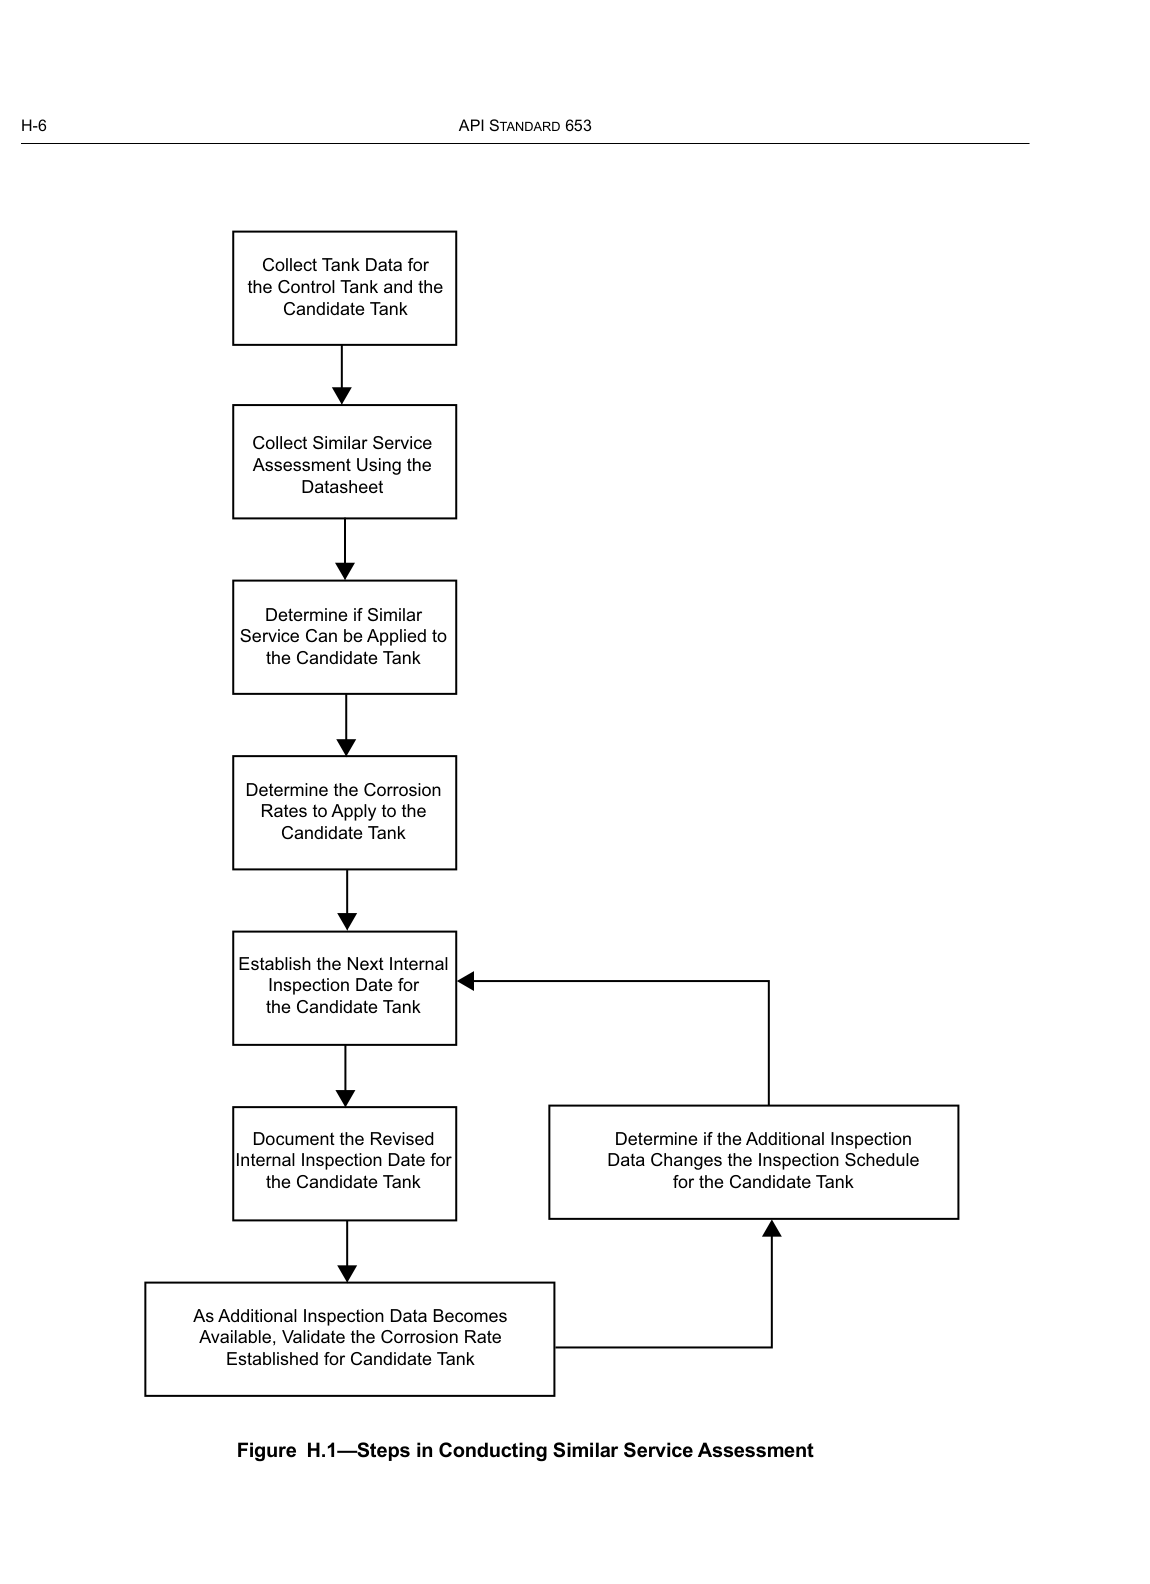 H-6
API STANDARD 653
Collect Tank Data for
the Control Tank and the
Candidate Tank
Collect Similar Service
Assessment Using the
Datasheet
Determine if Similar
Service Can be Applied to
the Candidate Tank
Determine the Corrosion
Rates to Apply to the
Candidate Tank
Establish the Next Internal
Inspection Date for
the Candidate Tank
Document the Revised
Internal Inspection Date for
the Candidate Tank
Determine if the Additional Inspection
Data Changes the Inspection Schedule
for the Candidate Tank
As Additional Inspection Data Becomes
Available, Validate the Corrosion Rate
Established for Candidate Tank
Figure H.1—Steps in Conducting Similar Service Assessment